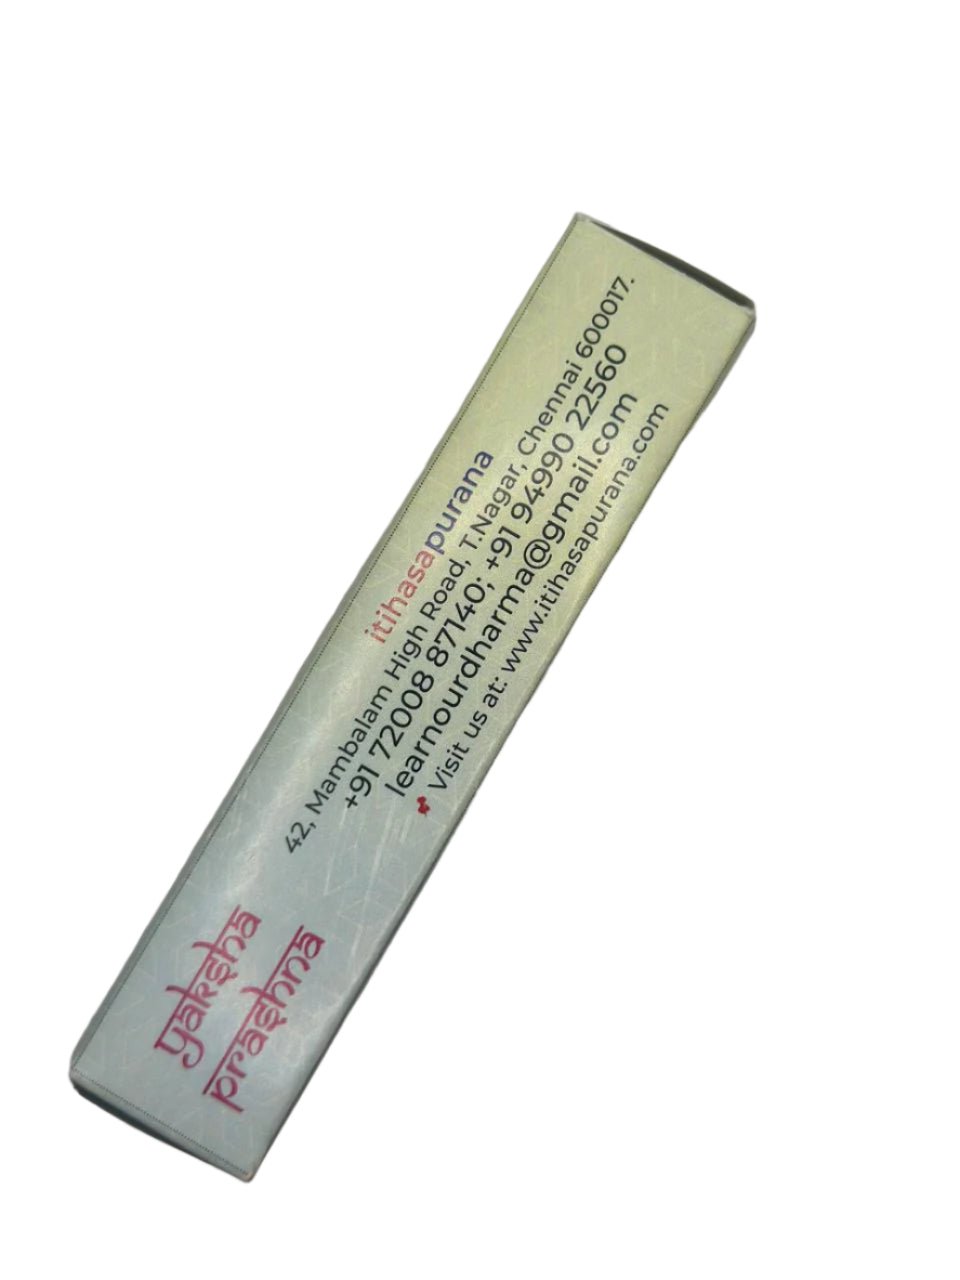 yaksha
prashna
itihasapurana
42, Mambalam High Road, T.Nagar, Chennai 600017.
+91 72008 87140; +91 94990 22560
learnourdharma@gmail.com
Visit us at: www.itihasapurana.com